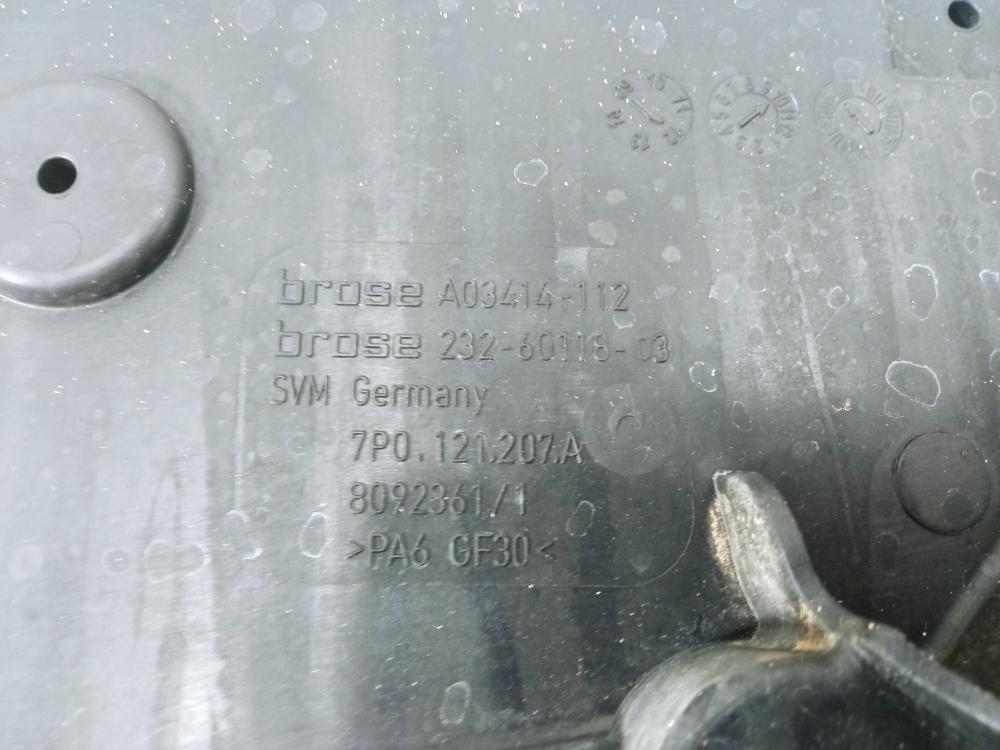 brose A03414-112
brose 232-60118-03
SVM Germany
7P0.121.207.A
8092361/1
>PA6 GF30<